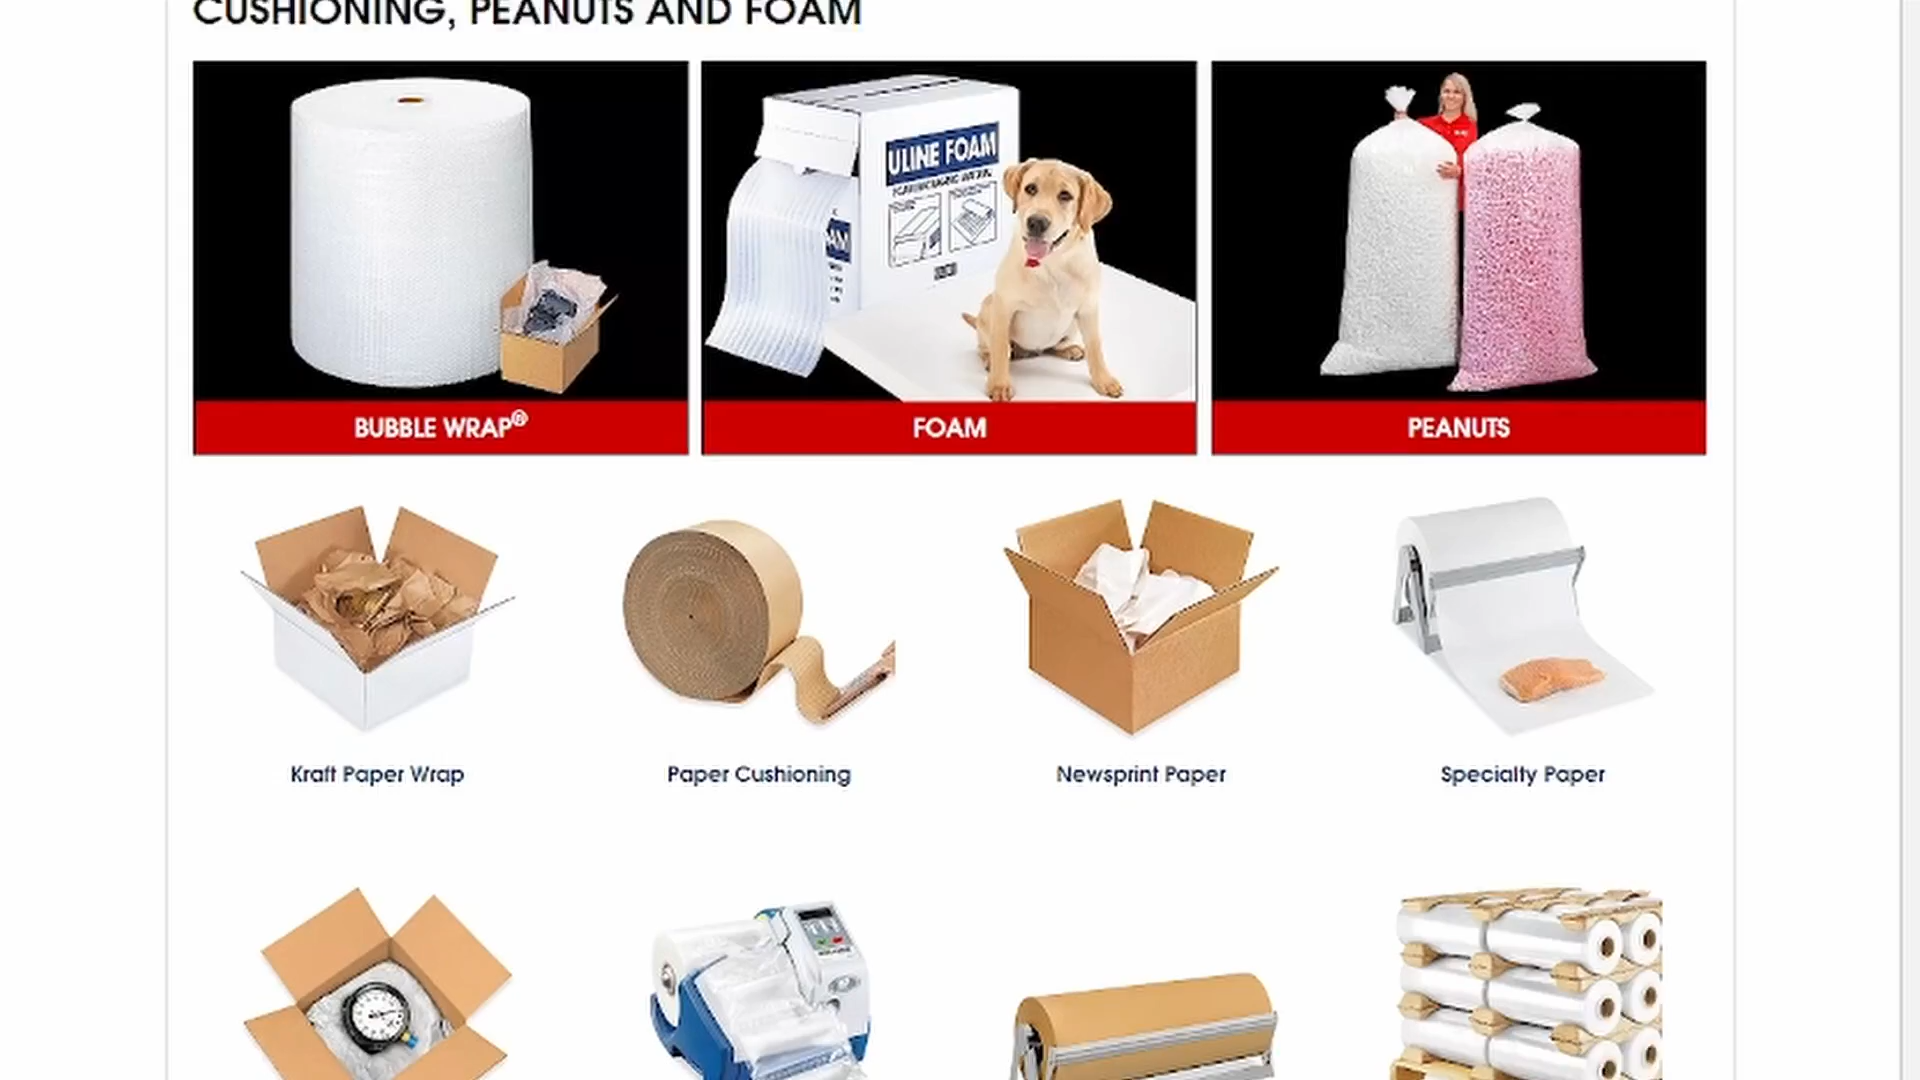 CUSHIONING, PEANUTS AND FOAM
ULINE FOAM
BUBBLE WRAP®
FOAM
PEANUTS
Kraft Paper Wrap
Paper Cushioning
Newsprint Paper
Specialty Paper